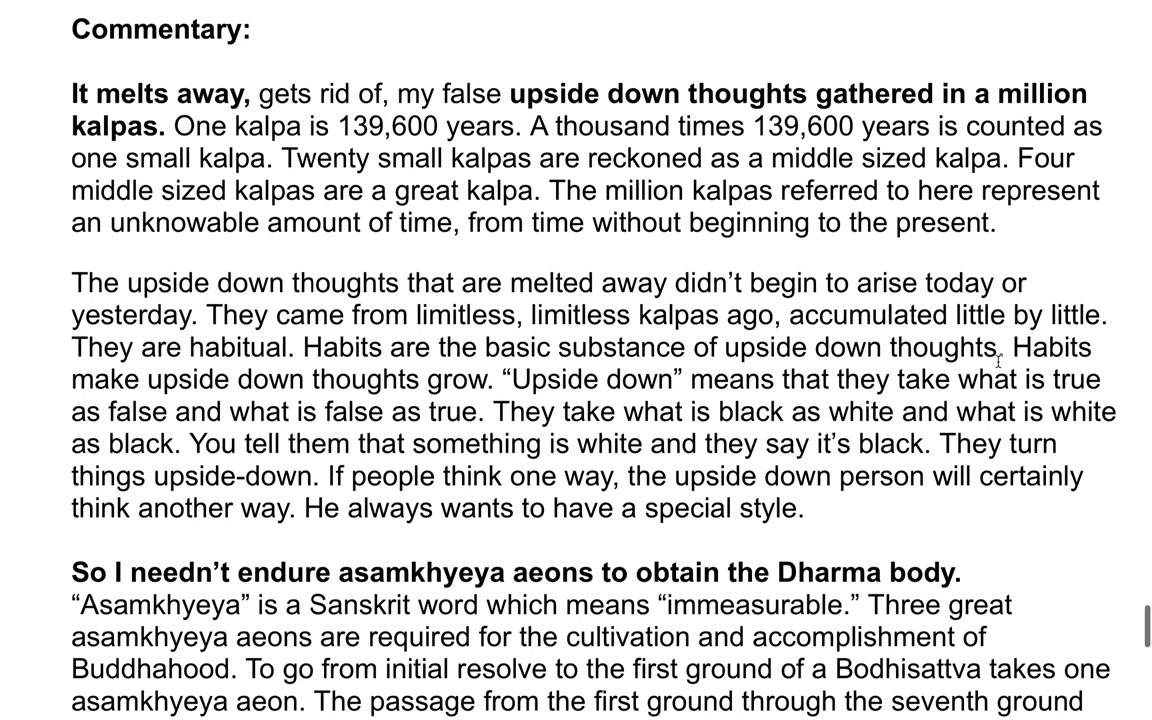 Commentary:
It melts away, gets rid of, my false upside down thoughts gathered in a million
kalpas. One kalpa is 139,600 years. A thousand times 139,600 years is counted as
one small kalpa. Twenty small kalpas are reckoned as a middle sized kalpa. Four
middle sized kalpas are a great kalpa. The million kalpas referred to here represent
an unknowable amount of time, from time without beginning to the present.
The upside down thoughts that are melted away didn’t begin to arise today or
yesterday. They came from limitless, limitless kalpas ago, accumulated little by little.
They are habitual. Habits are the basic substance of upside down thoughts. Habits
make upside down thoughts grow. “Upside down” means that they take what is true
as false and what is false as true. They take what is black as white and what is white
as black. You tell them that something is white and they say it’s black. They turn
things upside-down. If people think one way, the upside down person will certainly
think another way. He always wants to have a special style.
So I needn’t endure asamkhyeya aeons to obtain the Dharma body.
“Asamkhyeya” is a Sanskrit word which means “immeasurable.” Three great
asamkhyeya aeons are required for the cultivation and accomplishment of
Buddhahood. To go from initial resolve to the first ground of a Bodhisattva takes one
asamkhyeya aeon. The passage from the first ground through the seventh ground